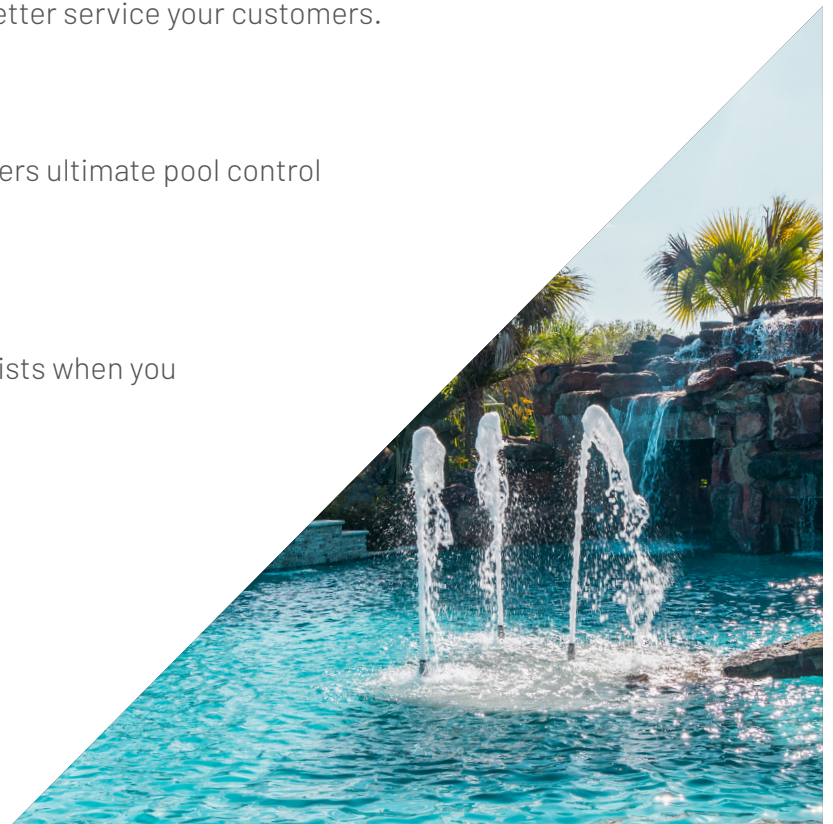 etter service your customers.
ers ultimate pool control
ists when you